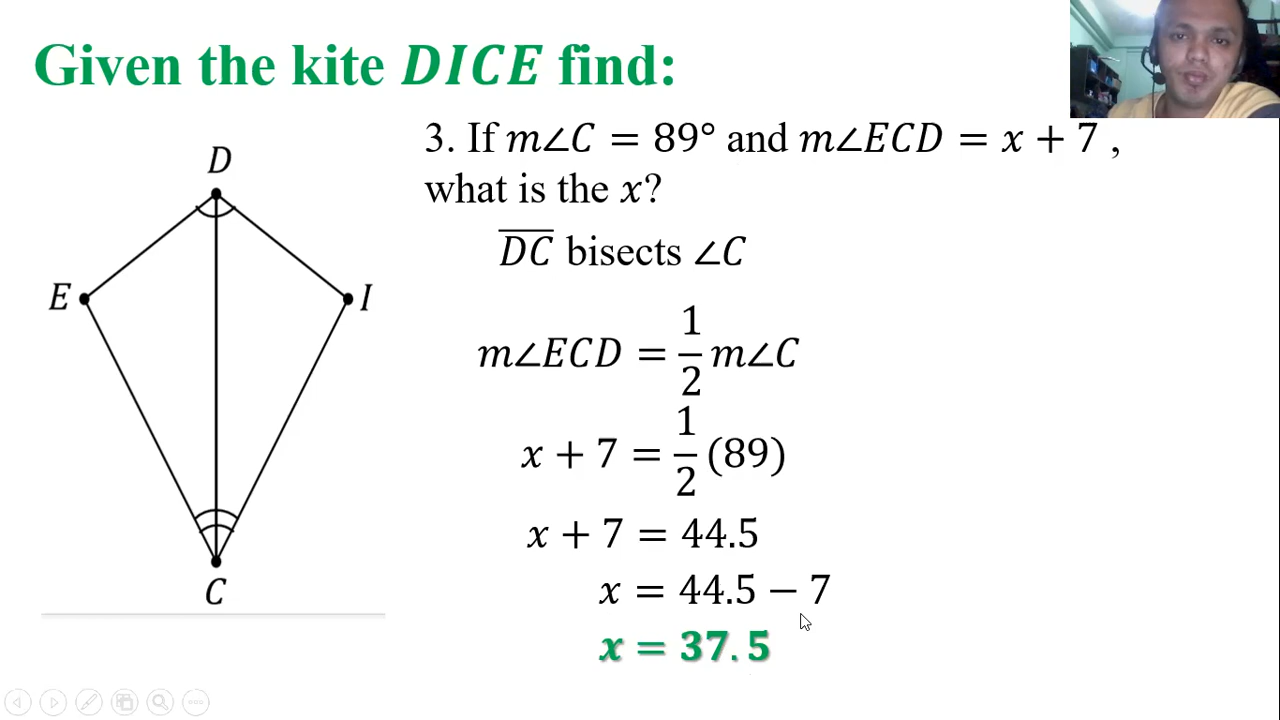 Given the kite DICE find:
3. If m∠C = 89° and m∠ECD = x + 7 ,
what is the x?
D
E
I
C
DC bisects ∠C
m∠ECD = 1/2 m∠C
x + 7 = 1/2 (89)
x + 7 = 44.5
x = 44.5 − 7
x = 37.5